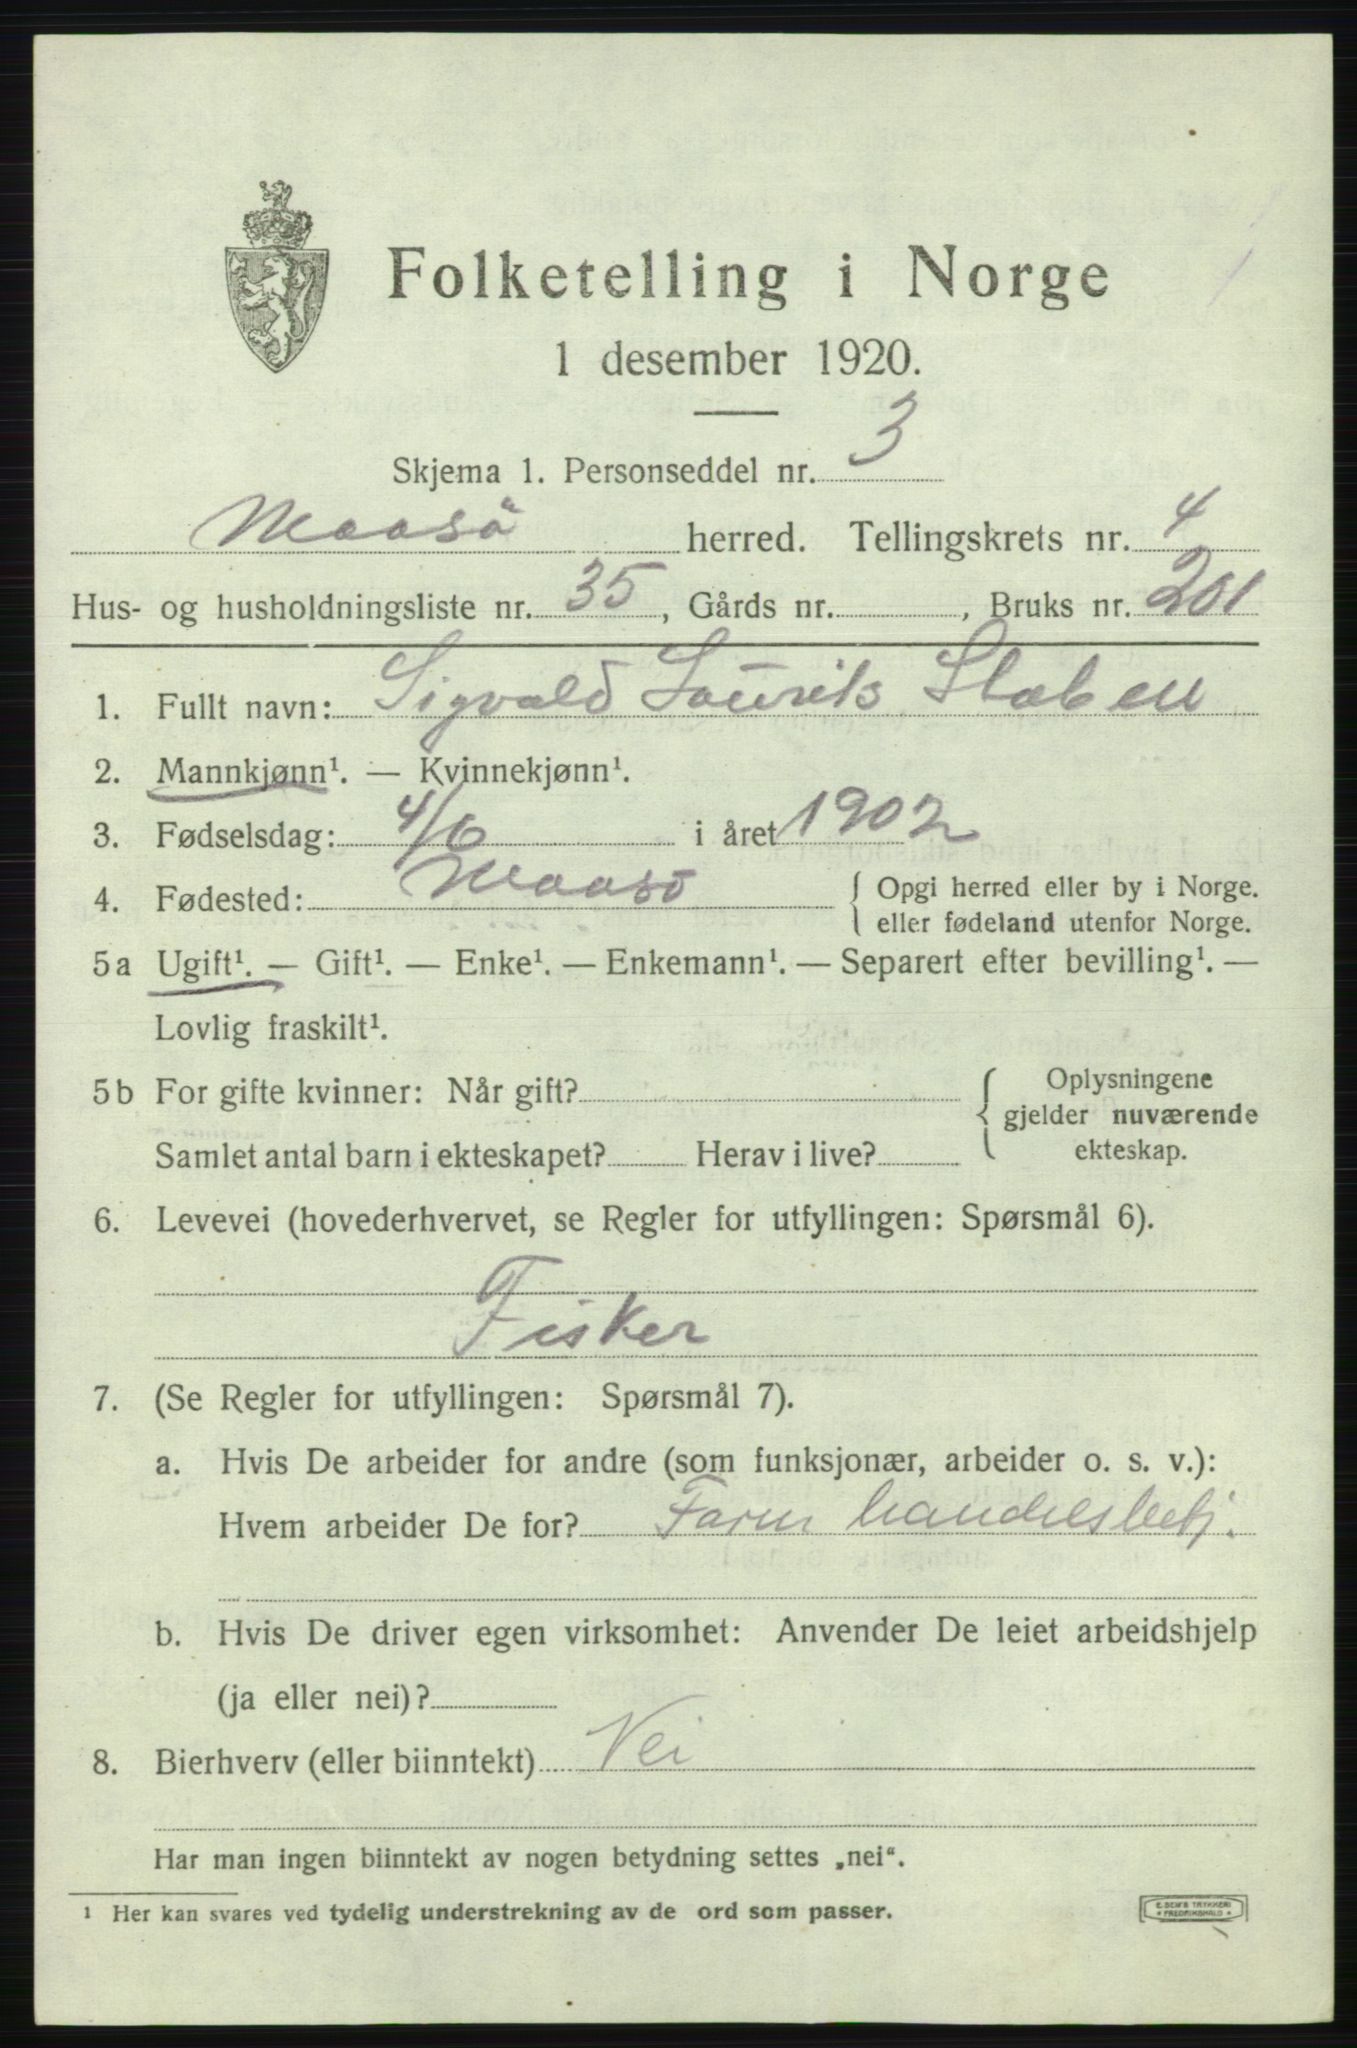 Folketelling i Norge
1 desember 1920.
Skjema 1. Personseddel nr. 3
Maasö herred. Tellingskrets nr. 4
Hus- og husholdningsliste nr. 35, Gårds nr. , Bruks nr. 201
1. Fullt navn: Sigvald Laurits Staben
2. Mannkjønn¹. — Kvinnekjønn¹.
3. Fødselsdag: 4/6 i året 1902
4. Fødested: Maasö { Opgi herred eller by i Norge.
eller fødeland utenfor Norge.
5a Ugift¹. — Gift¹. — Enke¹. — Enkemann¹. — Separert efter bevilling¹. —
Lovlig fraskilt¹.
5b For gifte kvinner: Når gift? { Oplysningene
gjelder nuværende
Samlet antal barn i ekteskapet? Herav i live? ekteskap.
6. Levevei (hovederhvervet, se Regler for utfyllingen: Spørsmål 6).
Fisker
7. (Se Regler for utfyllingen: Spørsmål 7).
a. Hvis De arbeider for andre (som funksjonær, arbeider o. s. v.):
Hvem arbeider De for? Farm handelsbetj.
b. Hvis De driver egen virksomhet: Anvender De leiet arbeidshjelp
(ja eller nei)?
8. Bierhverv (eller biinntekt) Nei
Har man ingen biinntekt av nogen betydning settes „nei“.
¹ Her kan svares ved tydelig understrekning av de ord som passer.
E. SEM'S TRYKKERI
FREDRIKSHALD